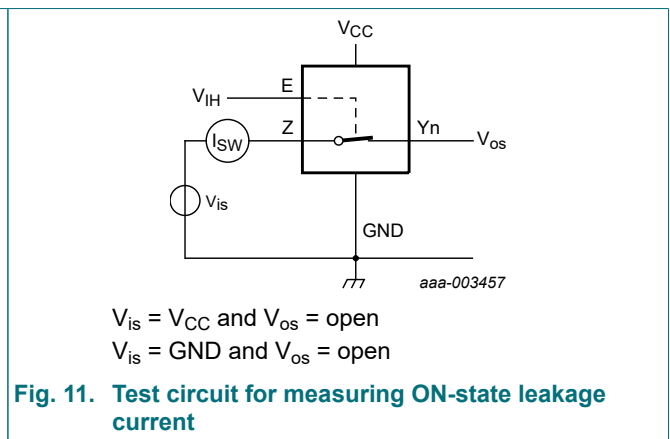 VCC
VIH
E
ISW
Z
Yn
Vos
Vis
GND
aaa-003457
Vis = VCC and Vos = open
Vis = GND and Vos = open
Fig. 11. Test circuit for measuring ON-state leakage
current